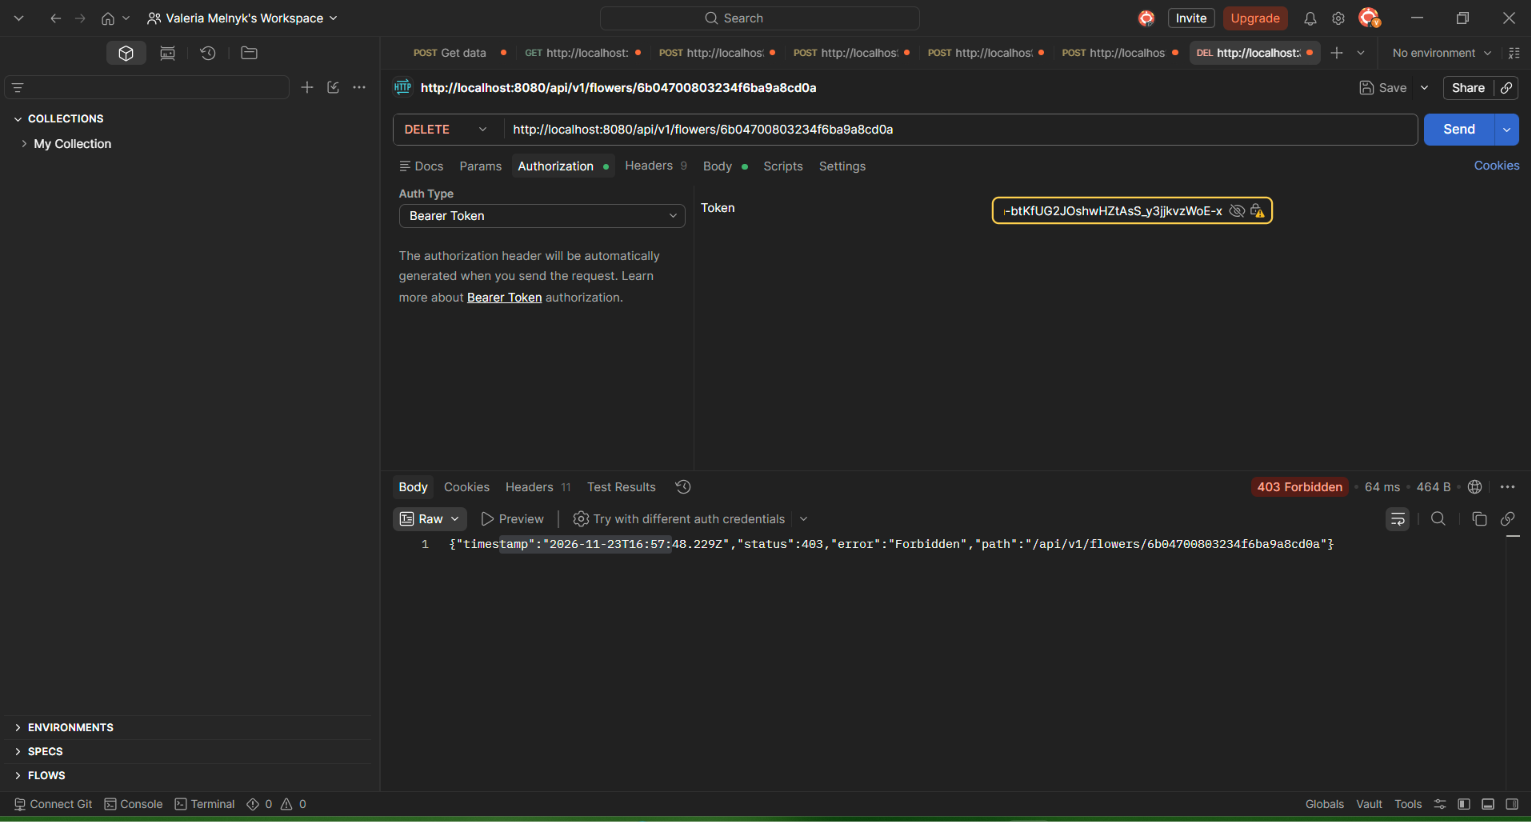 Valeria Melnyk's Workspace
Search
Invite
Upgrade
POST Get data
GET http://localhost:
POST http://localhos
POST http://localhos
POST http://localhos
POST http://localhos
DEL http://localhost:
No environment
COLLECTIONS
My Collection
HTTP http://localhost:8080/api/v1/flowers/6b04700803234f6ba9a8cd0a
Save
Share
DELETE
http://localhost:8080/api/v1/flowers/6b04700803234f6ba9a8cd0a
Send
Docs
Params
Authorization
Headers 9
Body
Scripts
Settings
Cookies
Auth Type
Bearer Token
The authorization header will be automatically
generated when you send the request. Learn
more about Bearer Token authorization.
Token
-btKfUG2JOshwHZtAsS_y3jjkvzWoE-x
Body
Cookies
Headers 11
Test Results
403 Forbidden
64 ms
464 B
Raw
Preview
Try with different auth credentials
1
{"timestamp":"2026-11-23T16:57:48.229Z","status":403,"error":"Forbidden","path":"/api/v1/flowers/6b04700803234f6ba9a8cd0a"}
ENVIRONMENTS
SPECS
FLOWS
Connect Git
Console
Terminal
0
0
Globals
Vault
Tools